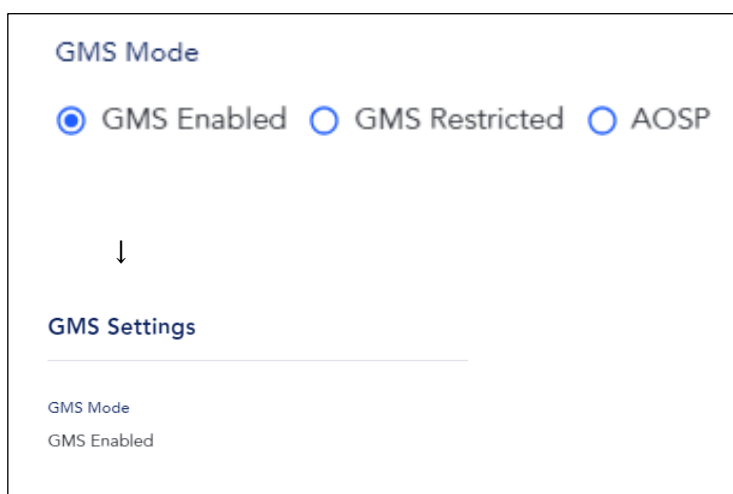 GMS Mode
GMS Enabled GMS Restricted AOSP
↓
GMS Settings
GMS Mode
GMS Enabled